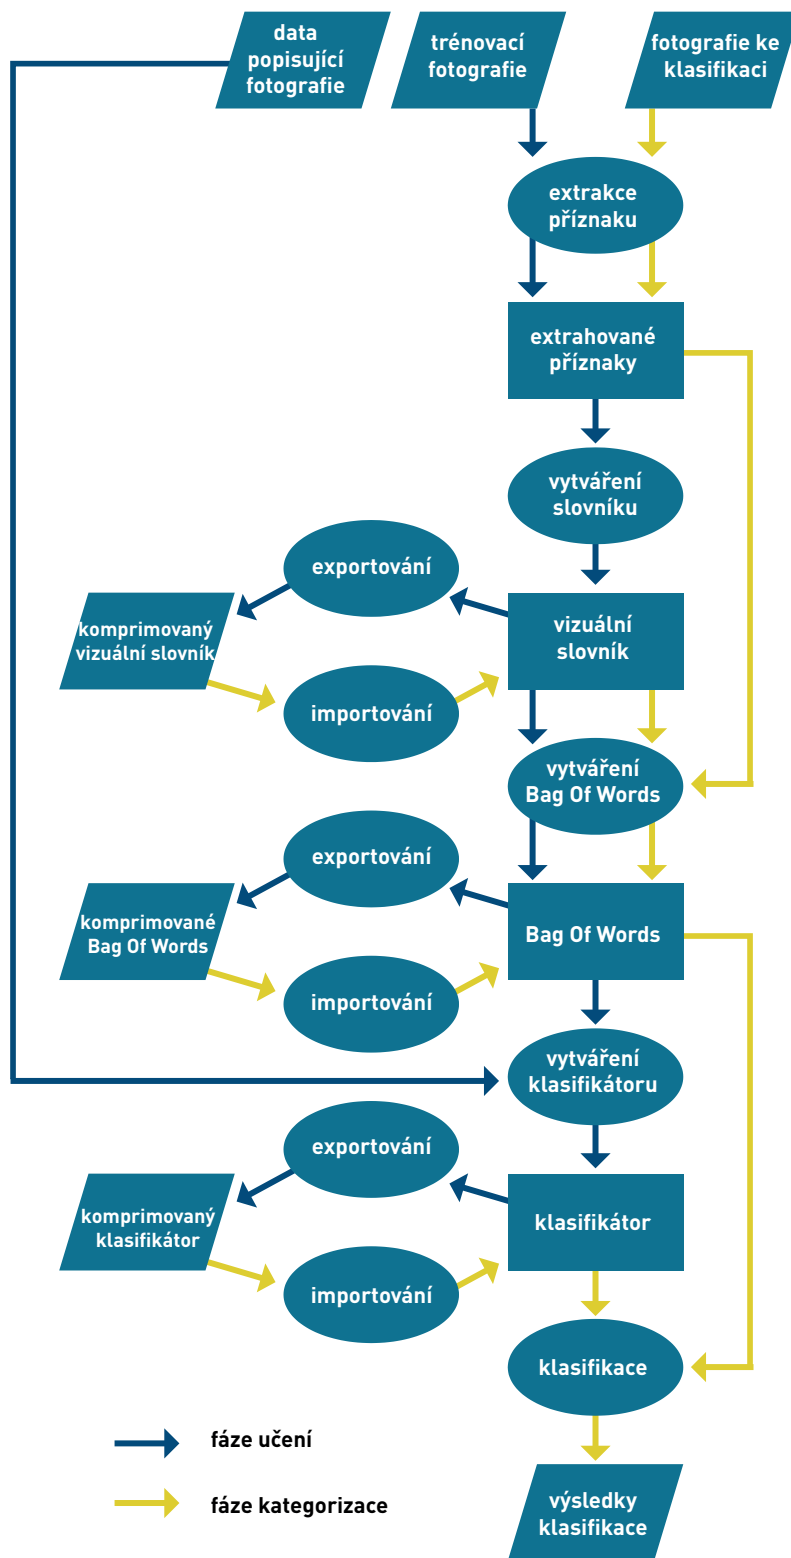 data
popisující
fotografie
trénovací
fotografie
fotografie ke
klasifikaci
extrakce
příznaku
extrahované
příznaky
vytváření
slovníku
exportování
komprimovaný
vizuální slovník
vizuální
slovník
importování
vytváření
Bag Of Words
exportování
komprimované
Bag Of Words
Bag Of Words
importování
vytváření
klasifikátoru
exportování
komprimovaný
klasifikátor
klasifikátor
importování
klasifikace
fáze učení
fáze kategorizace
výsledky
klasifikace